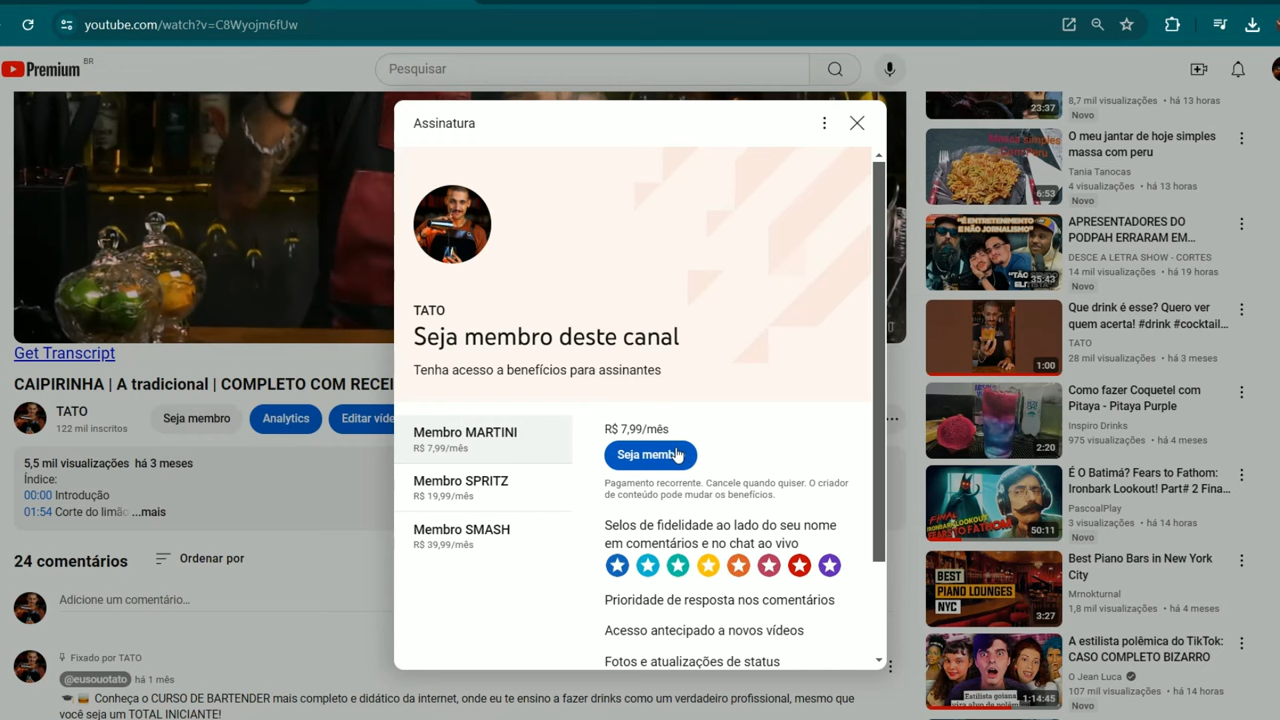 youtube.com/watch?v=C8Wyojm6fUw
Premium BR
Pesquisar
Get Transcript
CAIPIRINHA | A tradicional | COMPLETO COM RECEI
TATO
122 mil inscritos
Seja membro
Analytics
Editar víde
5,5 mil visualizações há 3 meses
Índice:
00:00 Introdução
01:54 Corte do limão ...mais
24 comentários
Ordenar por
Adicione um comentário...
Fixado por TATO
@eusouotato há 1 mês
Conheça o CURSO DE BARTENDER mais completo e didático da internet, onde eu te ensino a fazer drinks como um verdadeiro profissional, mesmo que
você seja um TOTAL INICIANTE!
Assinatura
TATO
Seja membro deste canal
Tenha acesso a benefícios para assinantes
Membro MARTINI
R$ 7,99/mês
Membro SPRITZ
R$ 19,99/mês
Membro SMASH
R$ 39,99/mês
R$ 7,99/mês
Seja membro
Pagamento recorrente. Cancele quando quiser. O criador
de conteúdo pode mudar os benefícios.
Selos de fidelidade ao lado do seu nome
em comentários e no chat ao vivo
Prioridade de resposta nos comentários
Acesso antecipado a novos vídeos
Fotos e atualizações de status
23:37
8,7 mil visualizações • há 13 horas
Novo
6:53
O meu jantar de hoje simples
massa com peru
Tania Tanocas
4 visualizações • há 13 horas
Novo
"É ENTRETENIMENTO
E NÃO JORNALISMO"
35:43
APRESENTADORES DO
PODPAH ERRARAM EM...
DESCE A LETRA SHOW - CORTES
14 mil visualizações • há 19 horas
Novo
1:00
Que drink é esse? Quero ver
quem acerta! #drink #cocktail...
TATO
28 mil visualizações • há 3 meses
2:20
Como fazer Coquetel com
Pitaya - Pitaya Purple
Inspiro Drinks
975 visualizações • há 4 meses
FINAL
IRONBARK LOOKOUT
50:11
É O Batimá? Fears to Fathom:
Ironbark Lookout! Part# 2 Fina...
PascoalPlay
3 visualizações • há 14 horas
Novo
BEST
PIANO LOUNGES
NYC
3:27
Best Piano Bars in New York
City
Mrnokturnal
1,8 mil visualizações • há 4 meses
Estilista goiana
1:14:45
A estilista polêmica do TikTok:
CASO COMPLETO BIZARRO
O Jean Luca
107 mil visualizações • há 14 horas
Novo